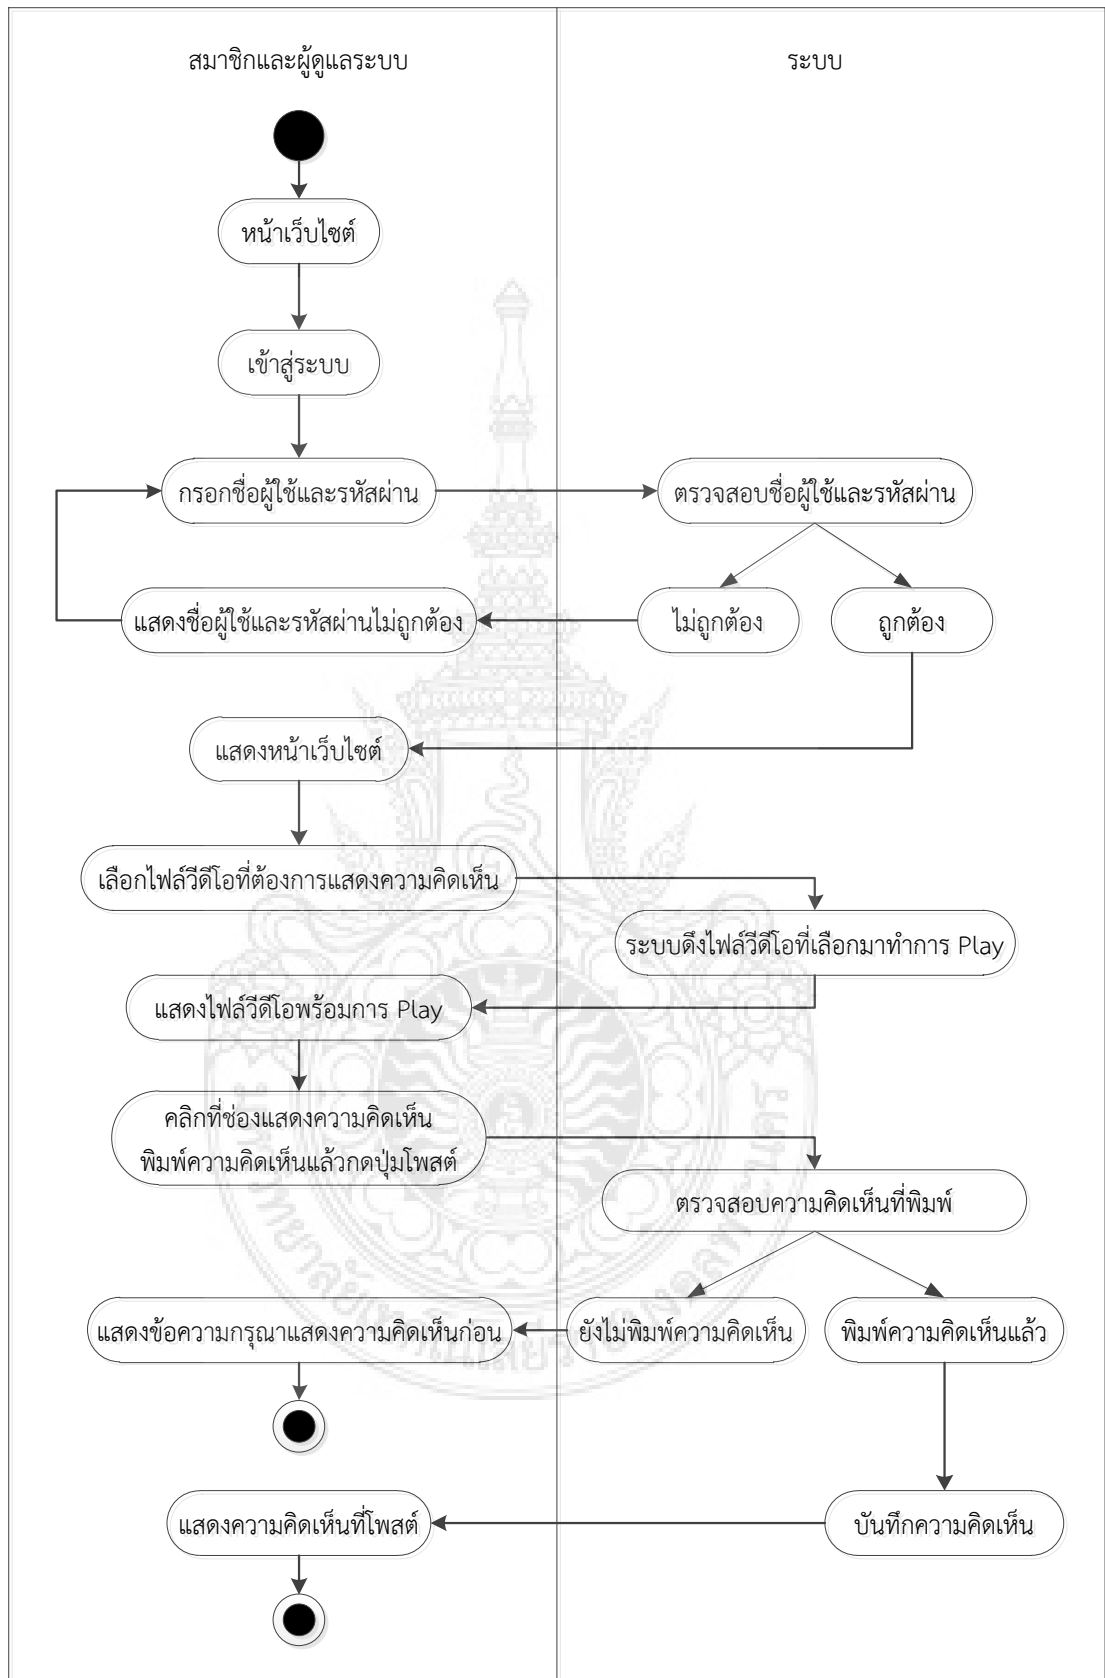 สมาชิกและผู้ดูแลระบบ
ระบบ
หน้าเว็บไซต์
เข้าสู่ระบบ
กรอกชื่อผู้ใช้และรหัสผ่าน
ตรวจสอบชื่อผู้ใช้และรหัสผ่าน
แสดงชื่อผู้ใช้และรหัสผ่านไม่ถูกต้อง
ไม่ถูกต้อง
ถูกต้อง
แสดงหน้าเว็บไซต์
เลือกไฟล์วีดีโอที่ต้องการแสดงความคิดเห็น
ระบบดึงไฟล์วีดีโอที่เลือกมาทำการ Play
แสดงไฟล์วีดีโอพร้อมการ Play
คลิกที่ช่องแสดงความคิดเห็น
พิมพ์ความคิดเห็นแล้วกดปุ่มโพสต์
ตรวจสอบความคิดเห็นที่พิมพ์
แสดงข้อความกรุณาแสดงความคิดเห็นก่อน
ยังไม่พิมพ์ความคิดเห็น
พิมพ์ความคิดเห็นแล้ว
แสดงความคิดเห็นที่โพสต์
บันทึกความคิดเห็น